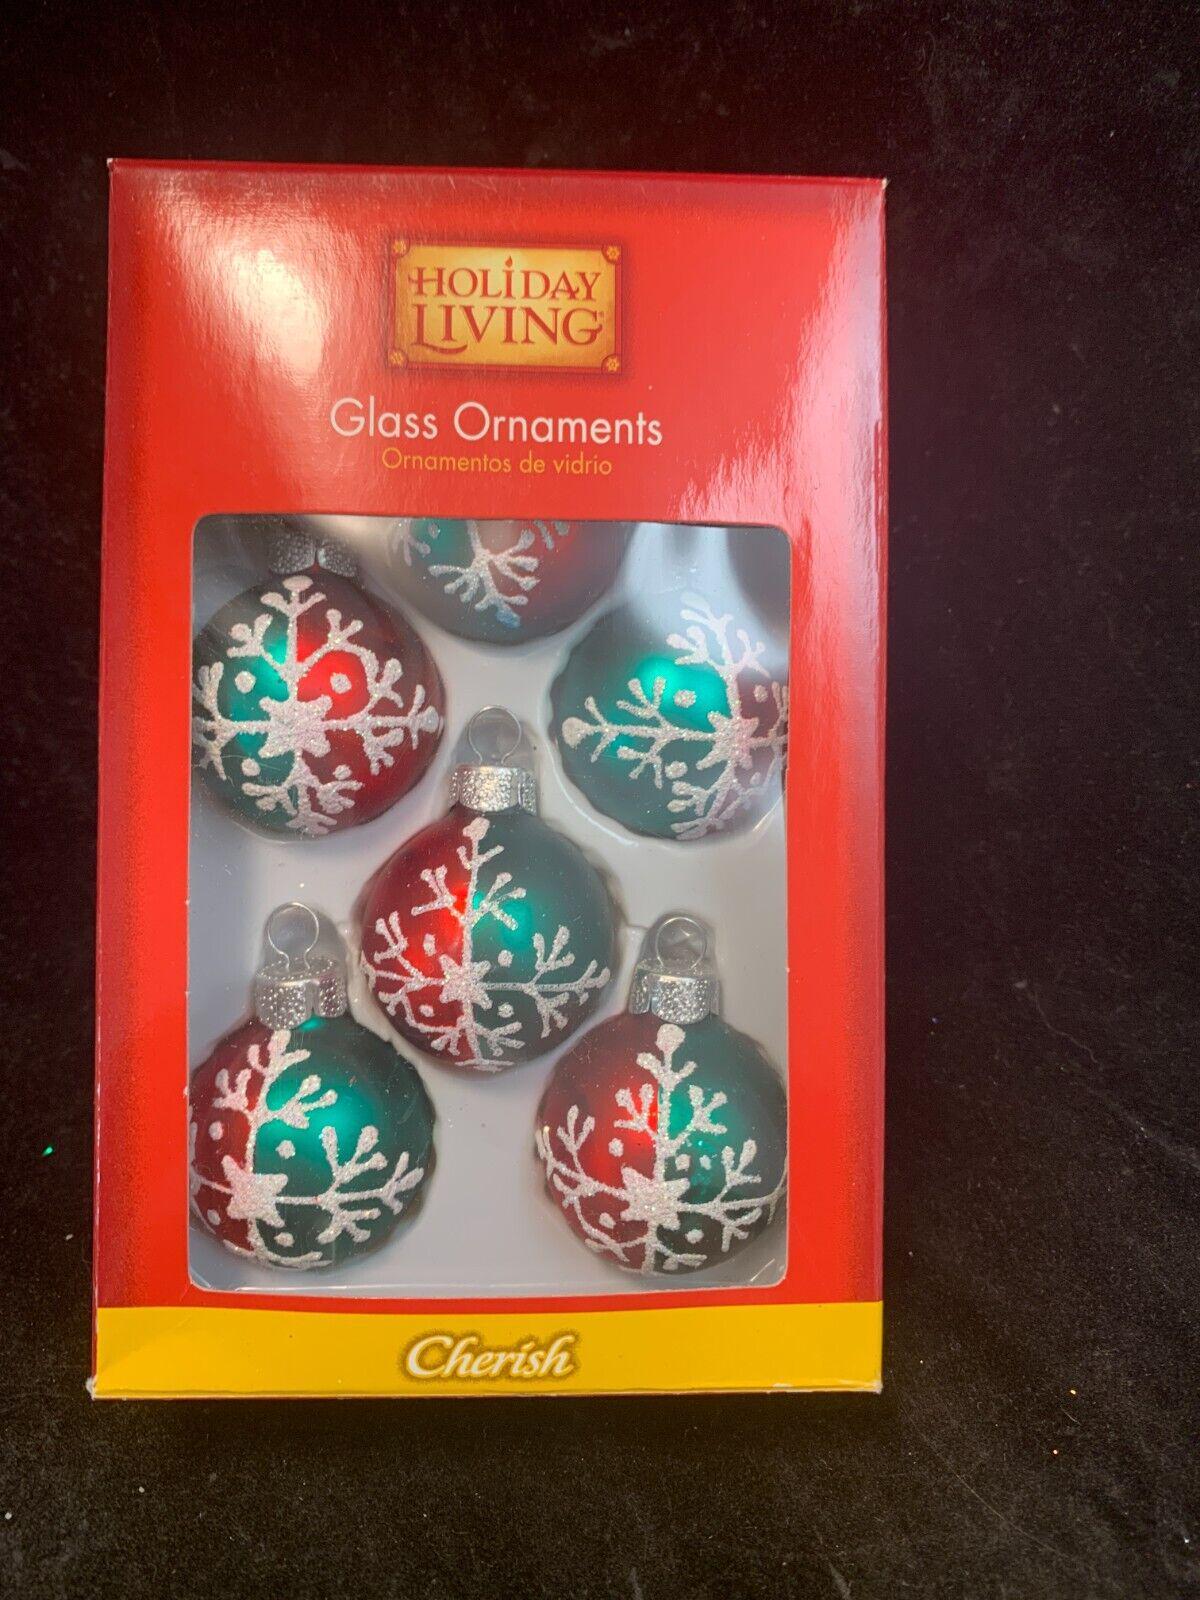 HOLIDAY
LIVING®
Glass Ornaments
Ornamentos de vidrio
Cherish